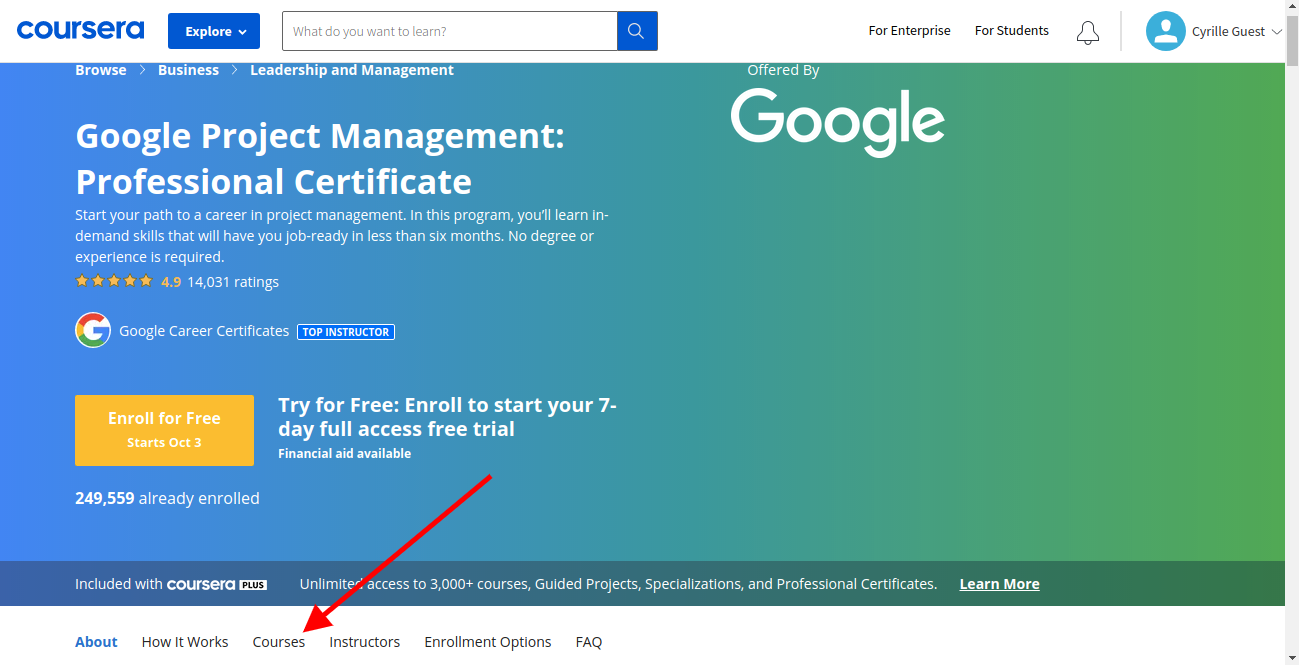 coursera
Explore
What do you want to learn?
For Enterprise
For Students
Cyrille Guest
Browse
Business
Leadership and Management
Offered By
Google
Google Project Management:
Professional Certificate
Start your path to a career in project management. In this program, you’ll learn in-
demand skills that will have you job-ready in less than six months. No degree or
experience is required.
4.9 14,031 ratings
G
Google Career Certificates TOP INSTRUCTOR
Enroll for Free
Starts Oct 3
Try for Free: Enroll to start your 7-
day full access free trial
Financial aid available
249,559 already enrolled
Included with coursera PLUS
Unlimited access to 3,000+ courses, Guided Projects, Specializations, and Professional Certificates.
Learn More
About
How It Works
Courses
Instructors
Enrollment Options
FAQ